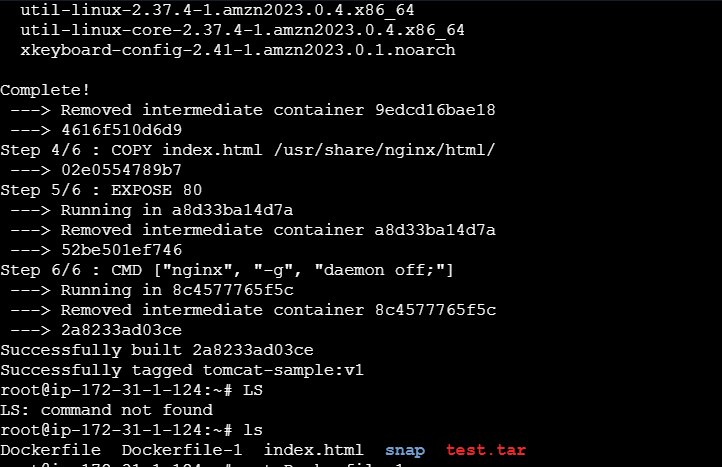 util-linux-2.37.4-1.amzn2023.0.4.x86_64
util-linux-core-2.37.4-1.amzn2023.0.4.x86_64
xkeyboard-config-2.41-1.amzn2023.0.1.noarch
Complete!
---> Removed intermediate container 9edcd16bae18
---> 4616f510d6d9
Step 4/6 : COPY index.html /usr/share/nginx/html/
---> 02e0554789b7
Step 5/6 : EXPOSE 80
---> Running in a8d33ba14d7a
---> Removed intermediate container a8d33ba14d7a
---> 52be501ef746
Step 6/6 : CMD ["nginx", "-g", "daemon off;"]
---> Running in 8c4577765f5c
---> Removed intermediate container 8c4577765f5c
---> 2a8233ad03ce
Successfully built 2a8233ad03ce
Successfully tagged tomcat-sample:v1
root@ip-172-31-1-124:~# LS
LS: command not found
root@ip-172-31-1-124:~# ls
Dockerfile  Dockerfile-1  index.html  snap  test.tar